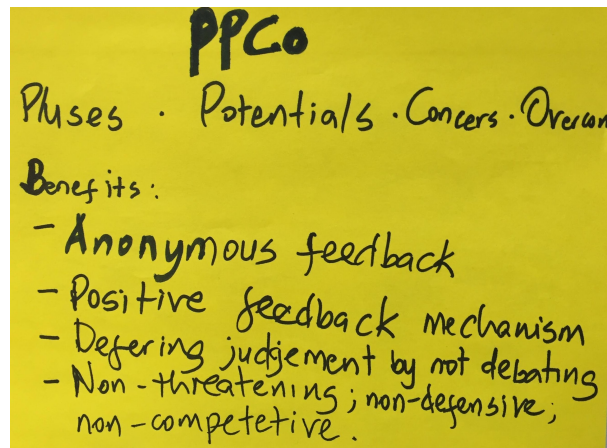 PPCo
Pluses . Potentials . Concers . Overcom
Benefits:
- Anonymous feedback
- Positive feedback mechanism
- Defering judgement by not debating
- Non-threatening; non-defensive;
non-competetive.